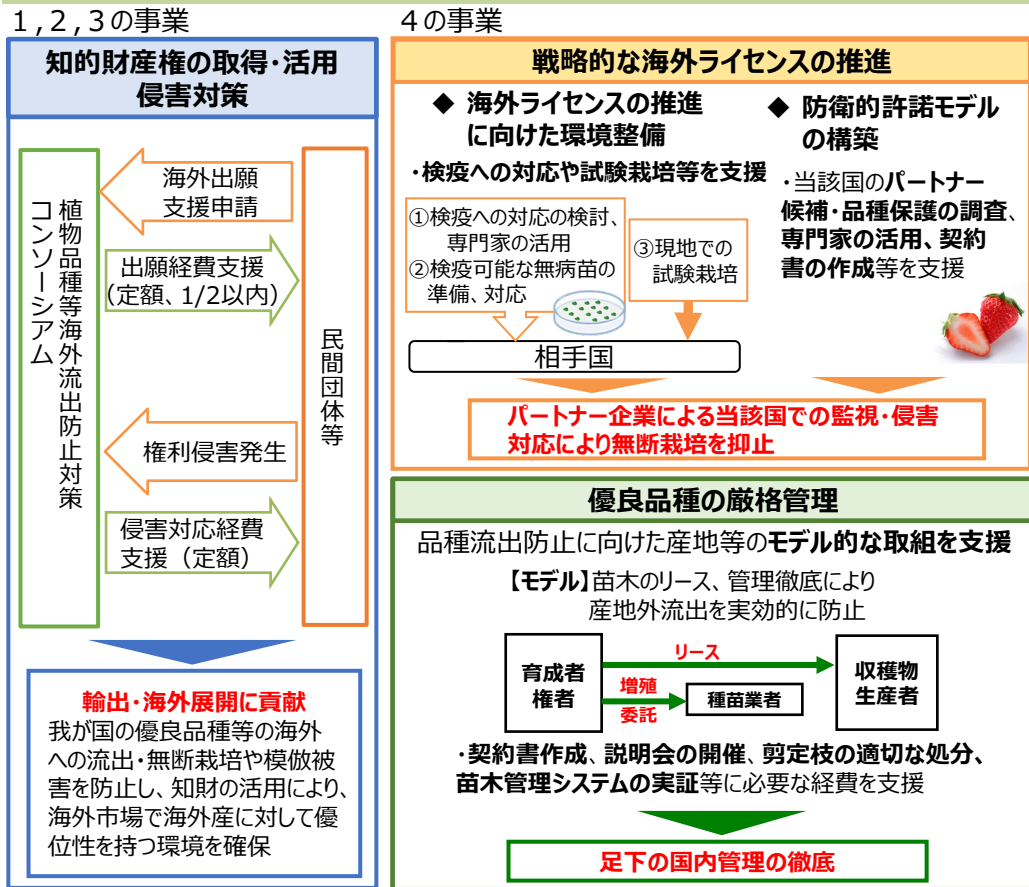 1,2,3の事業
知的財産権の取得・活用
侵害対策
植物品種等海外流出防止対策
コンソーシアム
海外出願
支援申請
出願経費支援
(定額、1/2以内)
権利侵害発生
侵害対応経費
支援（定額）
民間団体等
輸出・海外展開に貢献
我が国の優良品種等の海外
への流出・無断栽培や模倣被
害を防止し、知財の活用により、
海外市場で海外産に対して優
位性を持つ環境を確保
4の事業
戦略的な海外ライセンスの推進
◆ 海外ライセンスの推進
に向けた環境整備
・検疫への対応や試験栽培等を支援
①検疫への対応の検討、
専門家の活用
②検疫可能な無病苗の
準備、対応
③現地での
試験栽培
相手国
◆ 防衛的許諾モデル
の構築
・当該国のパートナー
候補・品種保護の調査、
専門家の活用、契約
書の作成等を支援
パートナー企業による当該国での監視・侵害
対応により無断栽培を抑止
優良品種の厳格管理
品種流出防止に向けた産地等のモデル的な取組を支援
【モデル】苗木のリース、管理徹底により
産地外流出を実効的に防止
育成者
権者
リース
増殖
委託
種苗業者
収穫物
生産者
・契約書作成、説明会の開催、剪定枝の適切な処分、
苗木管理システムの実証等に必要な経費を支援
足下の国内管理の徹底